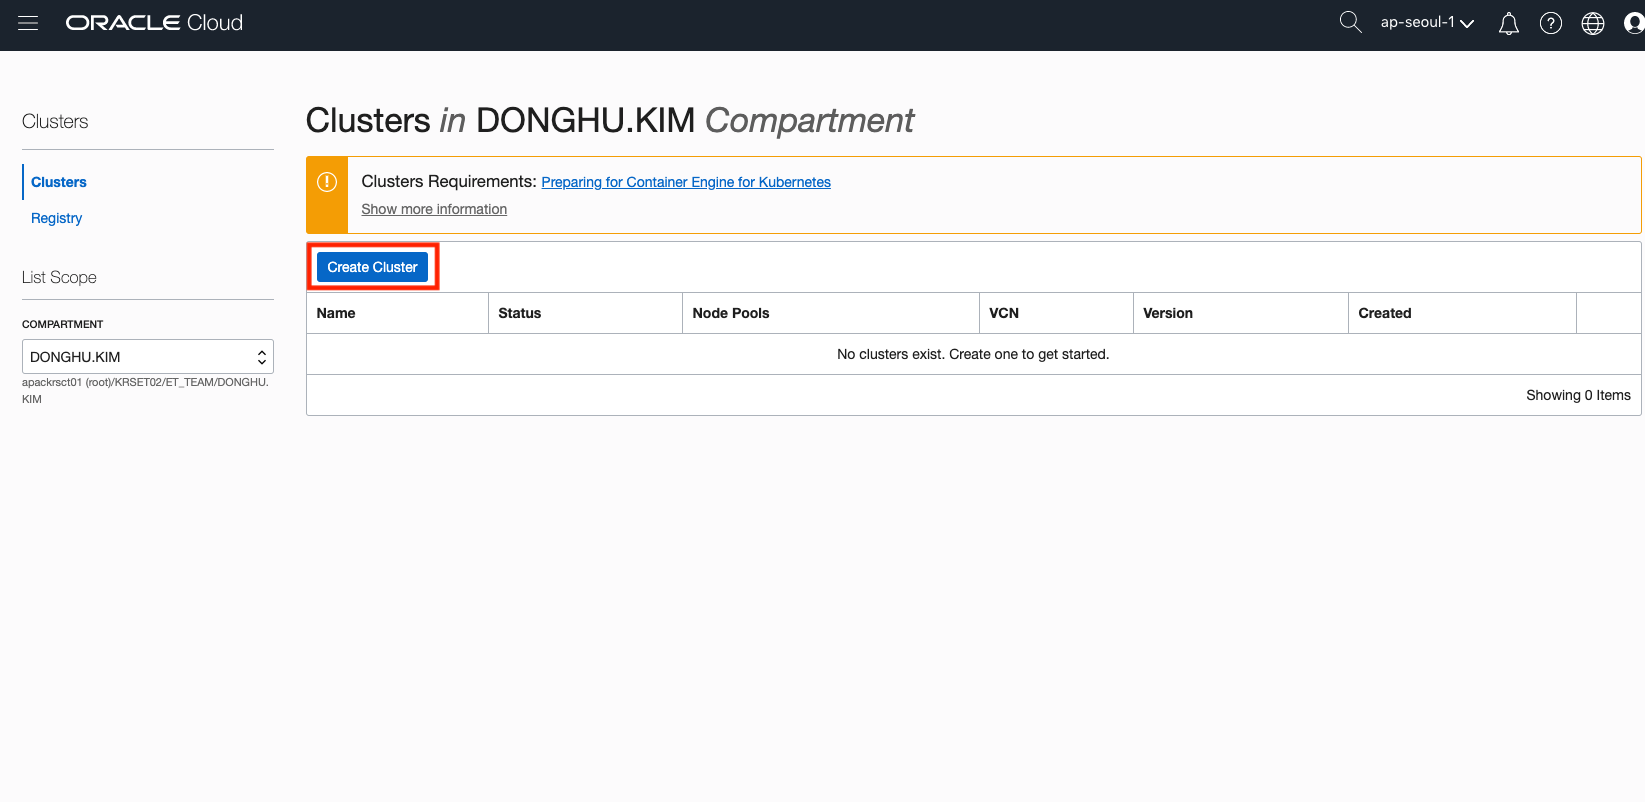 ORACLE Cloud
ap-seoul-1
Clusters
Clusters
Registry
List Scope
COMPARTMENT
DONGHU.KIM
apackrsct01 (root)/KRSET02/ET_TEAM/DONGHU.
KIM
Clusters in DONGHU.KIM Compartment
Clusters Requirements: Preparing for Container Engine for Kubernetes
Show more information
Create Cluster
Name Status Node Pools VCN Version Created
No clusters exist. Create one to get started.
Showing 0 Items